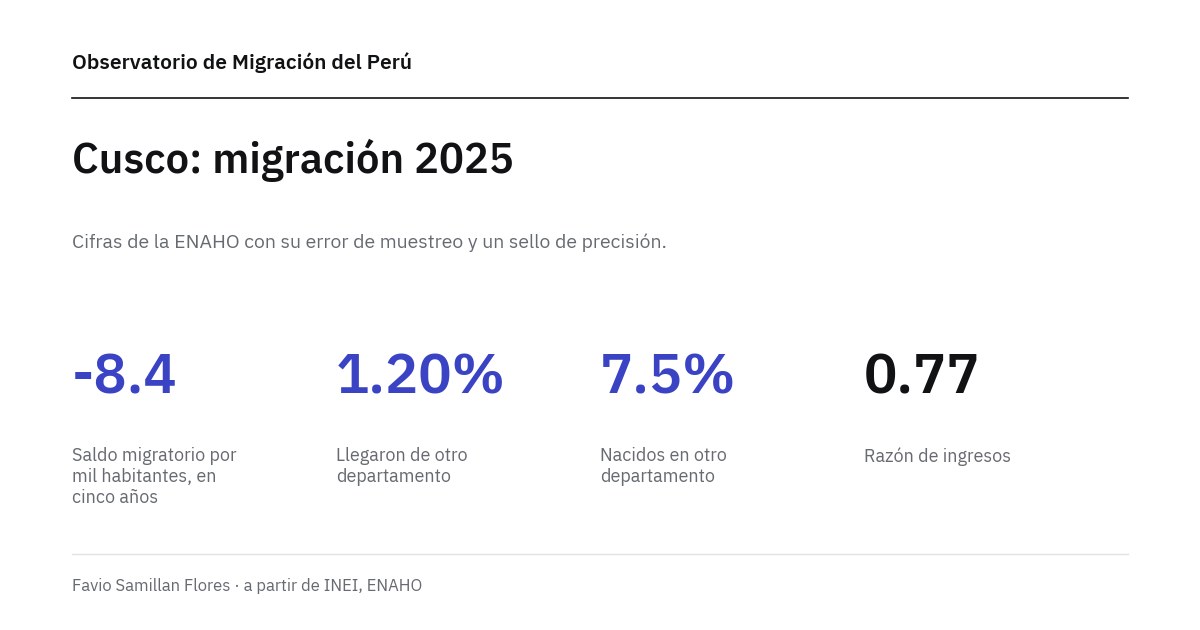 Observatorio de Migración del Perú
Cusco: migración 2025
Cifras de la ENAHO con su error de muestreo y un sello de precisión.
-8.4
1.20%
7.5%
0.77
Saldo migratorio por
mil habitantes, en
cinco años
Llegaron de otro
departamento
Nacidos en otro
departamento
Razón de ingresos
Favio Samillan Flores · a partir de INEI, ENAHO